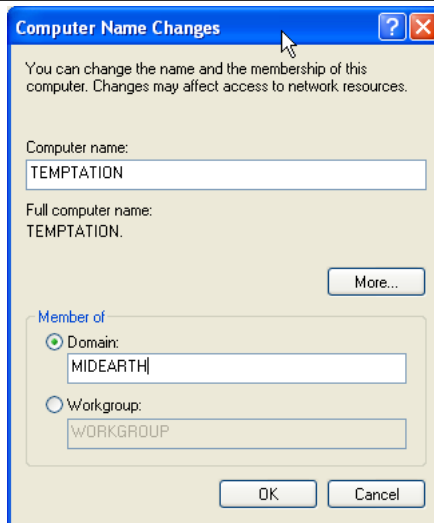 Computer Name Changes
You can change the name and the membership of this
computer. Changes may affect access to network resources.
Computer name:
TEMPTATION
Full computer name:
TEMPTATION.
More...
Member of
Domain:
MIDEARTH
Workgroup:
WORKGROUP
OK Cancel